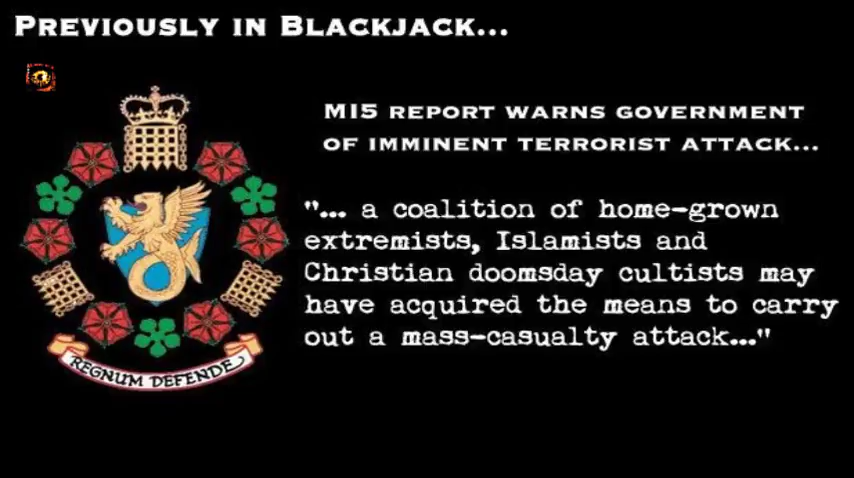 PREVIOUSLY IN BLACKJACK...
MI5 REPORT WARNS GOVERNMENT
OF IMMINENT TERRORIST ATTACK...
"... a coalition of home-grown
extremists, Islamists and
Christian doomsday cultists may
have acquired the means to carry
out a mass-casualty attack..."
REGNUM DEFENDE